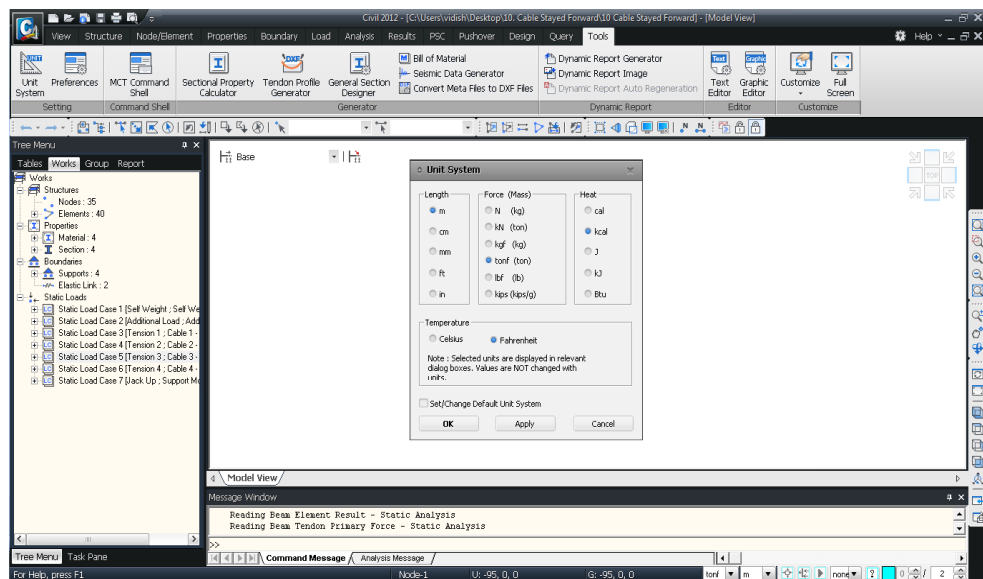 Civil 2012 - [C:\Users\vidish\Desktop\10. Cable Stayed Forward\10 Cable Stayed Forward] - [Model View]
View Structure Node/Element Properties Boundary Load Analysis Results PSC Pushover Design Query Tools Help
Unit System
Preferences
MCT Command Shell
Sectional Property Calculator
Tendon Profile Generator
General Section Designer
Bill of Material
Seismic Data Generator
Convert Meta Files to DXF Files
Dynamic Report Generator
Dynamic Report Image
Dynamic Report Auto Regeneration
Text Editor
Graphic Editor
Customize
Full Screen
Setting Command Shell Generator Dynamic Report Editor Customize
Tree Menu
Tables Works Group Report
Works
Structures
Nodes : 35
Elements : 40
Properties
Material : 4
Section : 4
Boundaries
Supports : 4
Elastic Link : 2
Static Loads
Static Load Case 1 [Self Weight ; Self We
Static Load Case 2 [Additional Load ; Add
Static Load Case 3 [Tension 1 ; Cable 1 -
Static Load Case 4 [Tension 2 ; Cable 2 -
Static Load Case 5 [Tension 3 ; Cable 3 -
Static Load Case 6 [Tension 4 ; Cable 4 -
Static Load Case 7 [Jack Up ; Support Mo
Tree Menu Task Pane
Base
TOP
Unit System
Length Force (Mass) Heat
m N (kg) cal
cm kN (ton) kcal
mm kgf (kg) J
ft tonf (ton) kJ
in lbf (lb) Btu
kips (kips/g)
Temperature
Celsius Fahrenheit
Note : Selected units are displayed in relevant
dialog boxes. Values are NOT changed with
units.
Set/Change Default Unit System
OK Apply Cancel
Model View
Message Window
Reading Beam Element Result - Static Analysis
Reading Beam Tendon Primary Force - Static Analysis
>>
Command Message Analysis Message
For Help, press F1 Node-1 U: -95, 0, 0 G: -95, 0, 0 tonf m none ? 0 / 2